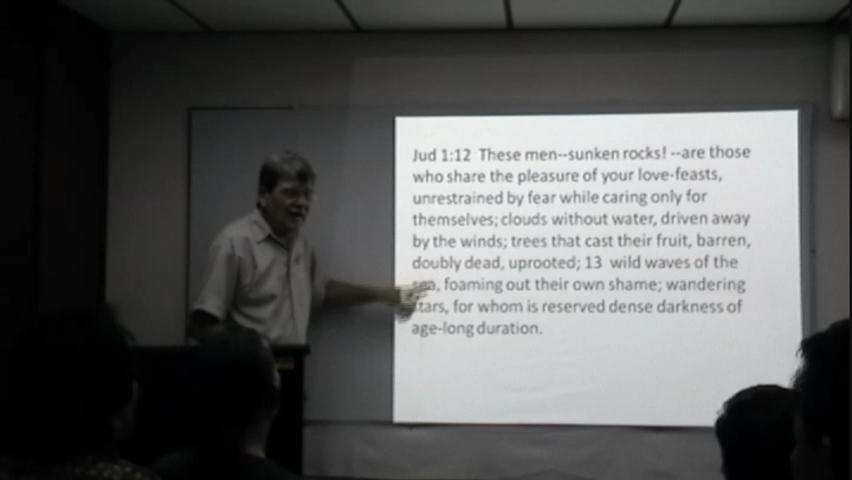 Jud 1:12 These men--sunken rocks! --are those
who share the pleasure of your love-feasts,
unrestrained by fear while caring only for
themselves; clouds without water, driven away
by the winds; trees that cast their fruit, barren,
doubly dead, uprooted; 13 wild waves of the
sea, foaming out their own shame; wandering
stars, for whom is reserved dense darkness of
age-long duration.